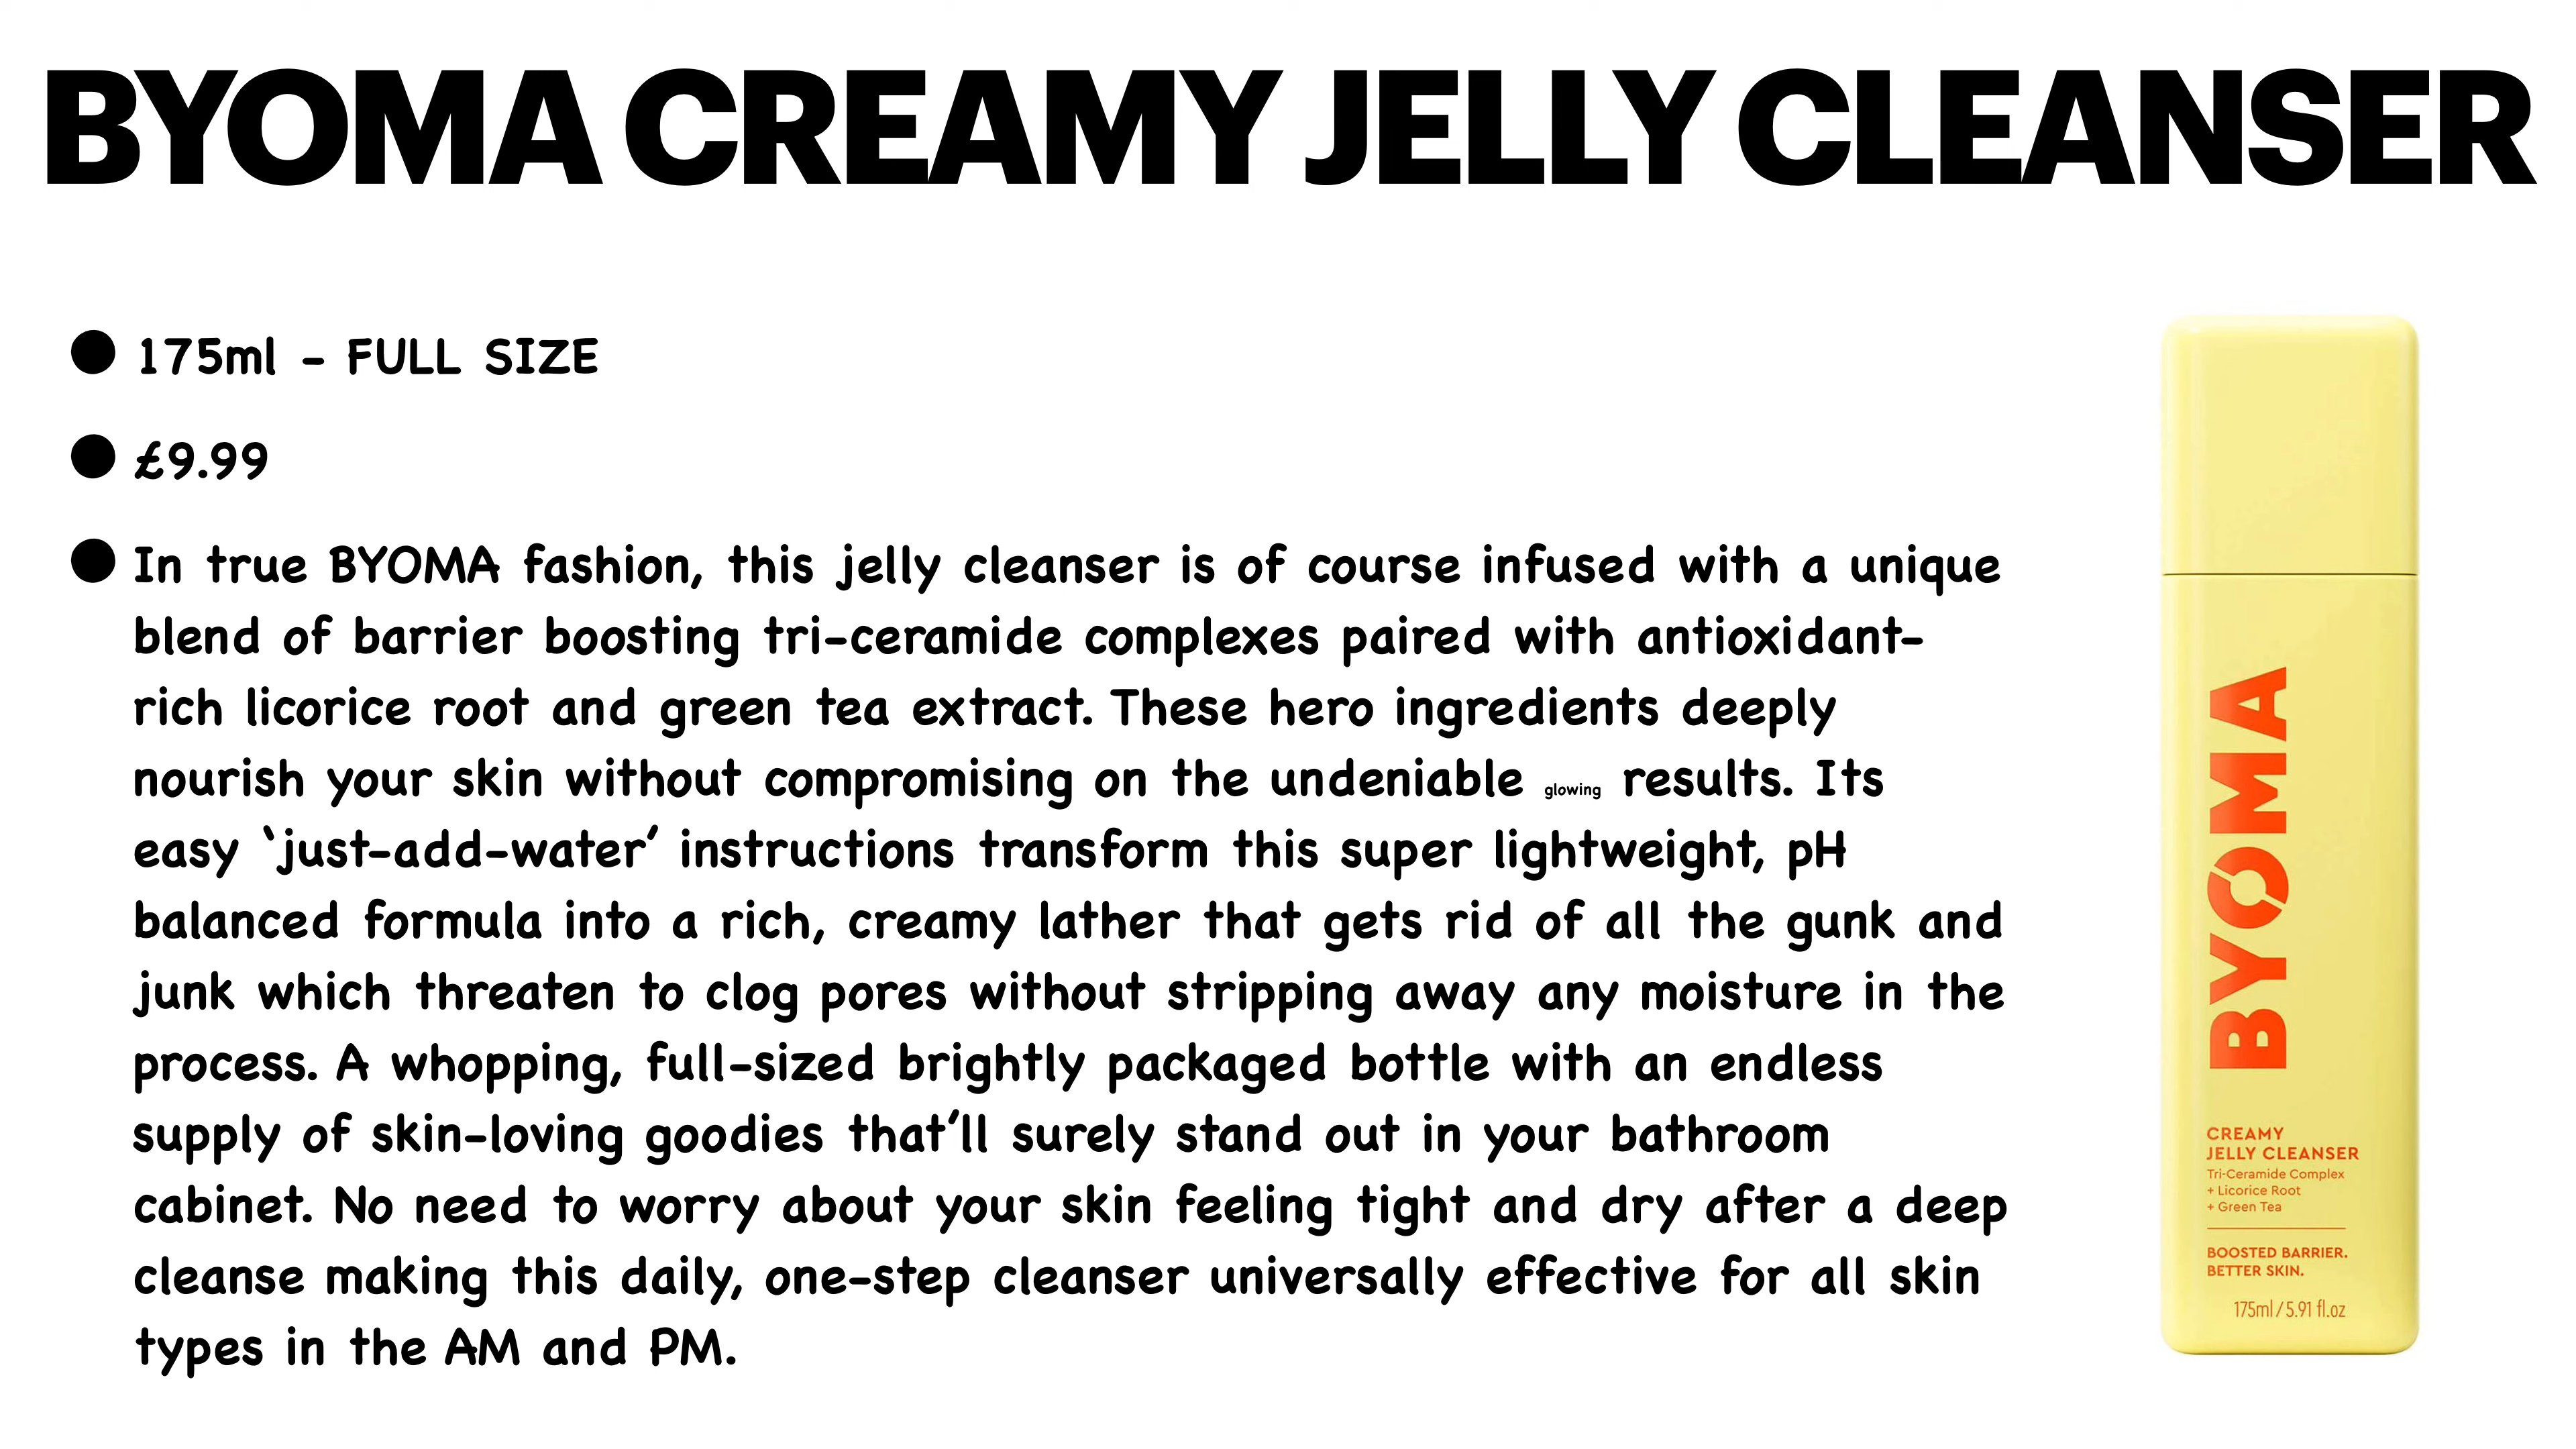 BYOMA CREAMY JELLY CLEANSER
● 175ml - FULL SIZE
● £9.99
● In true BYOMA fashion, this jelly cleanser is of course infused with a unique
blend of barrier boosting tri-ceramide complexes paired with antioxidant-
rich licorice root and green tea extract. These hero ingredients deeply
nourish your skin without compromising on the undeniable glowing results. Its
easy ‘just-add-water’ instructions transform this super lightweight, pH
balanced formula into a rich, creamy lather that gets rid of all the gunk and
junk which threaten to clog pores without stripping away any moisture in the
process. A whopping, full-sized brightly packaged bottle with an endless
supply of skin-loving goodies that’ll surely stand out in your bathroom
cabinet. No need to worry about your skin feeling tight and dry after a deep
cleanse making this daily, one-step cleanser universally effective for all skin
types in the AM and PM.
BYOMA
CREAMY
JELLY CLEANSER
Tri-Ceramide Complex
+ Licorice Root
+ Green Tea
BOOSTED BARRIER.
BETTER SKIN.
175ml / 5.91 fl.oz